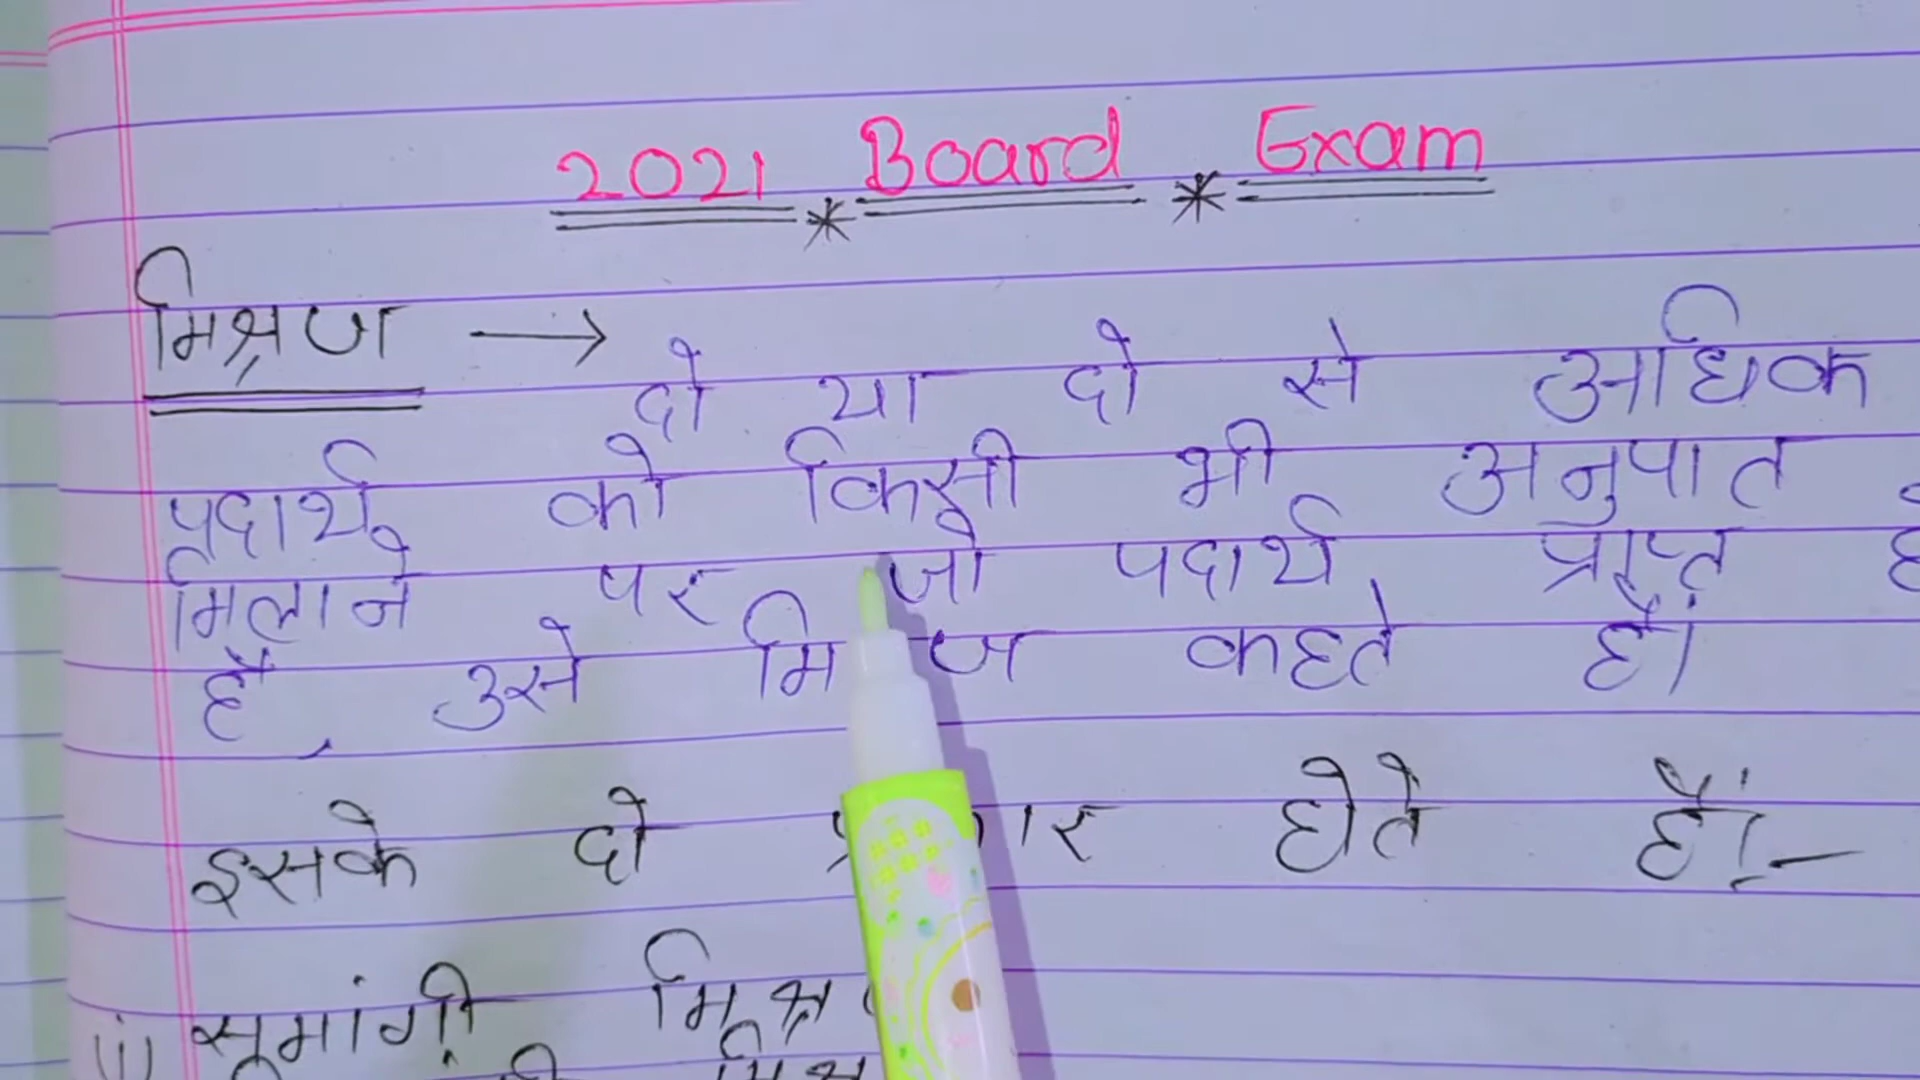 2021 * Board * Exam
मिश्रण →
दो या दो से अधिक
पदार्थ को किसी भी अनुपात
मिलाने पर जो पदार्थ प्राप्त
है, उसे कहते है।
इसके दो होते हैं।-
(i) समांगी